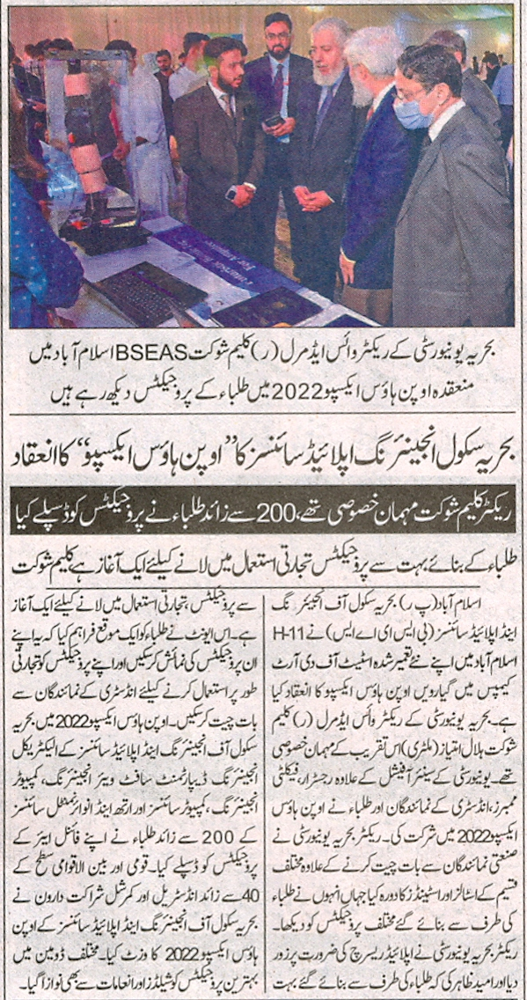 بحریہ یونیورسٹی کے ریکٹر وائس ایڈمرل (ر) کلیم شوکت BSEAS اسلام آباد میں
منعقدہ اوپن ہاؤس ایکسپو 2022 میں طلباء کے پروجیکٹس دیکھ رہے ہیں
بحریہ سکول انجینئرنگ اپلائیڈ سائنسز کا ”اوپن ہاؤس ایکسپو“ کا انعقاد
ریکٹر کلیم شوکت مہمان خصوصی تھے، 200 سے زائد طلباء نے پروجیکٹس کو ڈسپلے کیا
طلباء کے بنائے بہت سے پروجیکٹس تجارتی استعمال میں لانے کیلئے ایک آغاز ہے کلیم شوکت
اسلام آباد (پ ر) بحریہ سکول آف انجینئرنگ
اینڈ اپلائیڈ سائنسز (بی ایس ای اے ایس) نے H-11
اسلام آباد میں اپنے نئے تعمیر شدہ اسٹیٹ آف دی آرٹ
کیمپس میں گیارویں اوپن ہاؤس ایکسپو کا انعقاد کیا
ہے۔ بحریہ یونیورسٹی کے ریکٹر وائس ایڈمرل (ر) کلیم
شوکت ہلال امتیاز (ملٹری) اس تقریب کے مہمان خصوصی
تھے۔ یونیورسٹی کے سینئر آفیشل کے علاوہ رجسٹرار، فیکلٹی
ممبرز، انڈسٹری کے نمائندگان اور طلباء نے اوپن ہاؤس
ایکسپو 2022 میں شرکت کی۔ ریکٹر بحریہ یونیورسٹی نے
صنعتی نمائندگان سے بات چیت کرنے کے علاوہ مختلف
قسیم کے اسٹالز اور اسٹینڈز کا دورہ کیا جہاں انہوں نے طلباء
کی طرف سے بنائے گئے مختلف پروجیکٹس کو دیکھا۔
ریکٹر بحریہ یونیورسٹی نے اپلائیڈ ریسرچ کی ضرورت پر زور
دیا اور امید ظاہر کی کہ طلباء کی طرف سے بنائے گئے بہت
سے پروجیکٹس، تجارتی استعمال میں لانے کیلئے ایک آغاز
ہے۔ اس ایونٹ نے طلباء کو ایک موقع فراہم کیا کہ یہ اپنے
ان پروجیکٹس کی نمائش کر سکیں اور اپنے پروجیکٹس کو تجارتی
طور پر استعمال کرنے کیلئے انڈسٹری کے نمائندگان سے
بات چیت کر سکیں۔ اوپن ہاؤس ایکسپو 2022 میں بحریہ
سکول آف انجینئرنگ اینڈ اپلائیڈ سائنسز کے الیکٹریکل
انجینئرنگ ڈیپارٹمنٹ سافٹ ویئر انجینئرنگ، کمپیوٹر
انجینئرنگ، کمپیوٹر سائنسز اور ارتھ اینڈ انوائرنمنٹل سائنسز
کے 200 سے زائد طلباء نے اپنے فائنل ایئر کے
پروجیکٹس کو ڈسپلے کیا۔ قومی اور بین الاقوامی سطح کے
40 سے زائد انڈسٹریل اور کمرشل شراکت دارون نے
بحریہ سکول آف انجینئرنگ اینڈ اپلائیڈ سائنسز کے اوپن
ہاؤس ایکسپو 2022 کا وزٹ کیا۔ مختلف ڈومین میں
بہترین پروجیکٹس کو شیلڈز اور انعامات سے بھی نوازا گیا۔